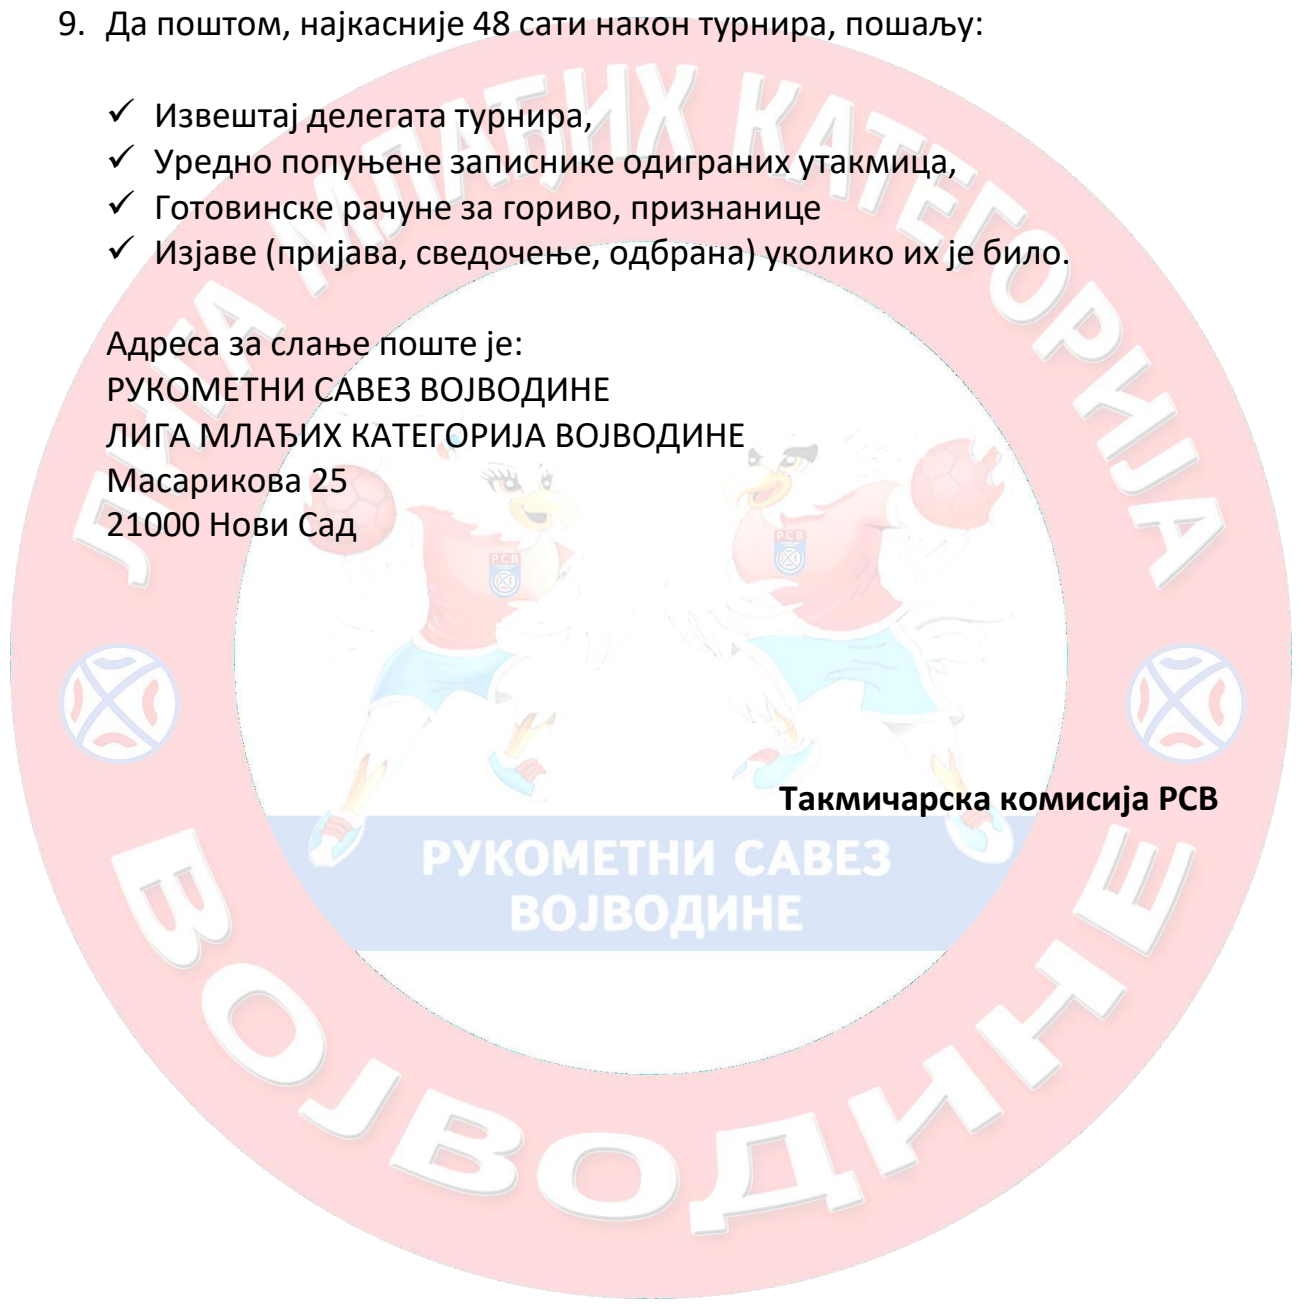 9. Да поштом, најкасније 48 сати након турнира, пошаљу:
✓ Извештај делегата турнира,
✓ Уредно попуњене записнике одиграних утакмица,
✓ Готовинске рачуне за гориво, признанице
✓ Изјаве (пријава, сведочење, одбрана) уколико их је било.
Адреса за слање поште је:
РУКОМЕТНИ САВЕЗ ВОЈВОДИНЕ
ЛИГА МЛАЂИХ КАТЕГОРИЈА ВОЈВОДИНЕ
Масарикова 25
21000 Нови Сад
Такмичарска комисија РСВ
ЛИГА МЛАЂИХ КАТЕГОРИЈА
РСВ
РСВ
РУКОМЕТНИ САВЕЗ
ВОЈВОДИНЕ
ВОЈВОДИНЕ